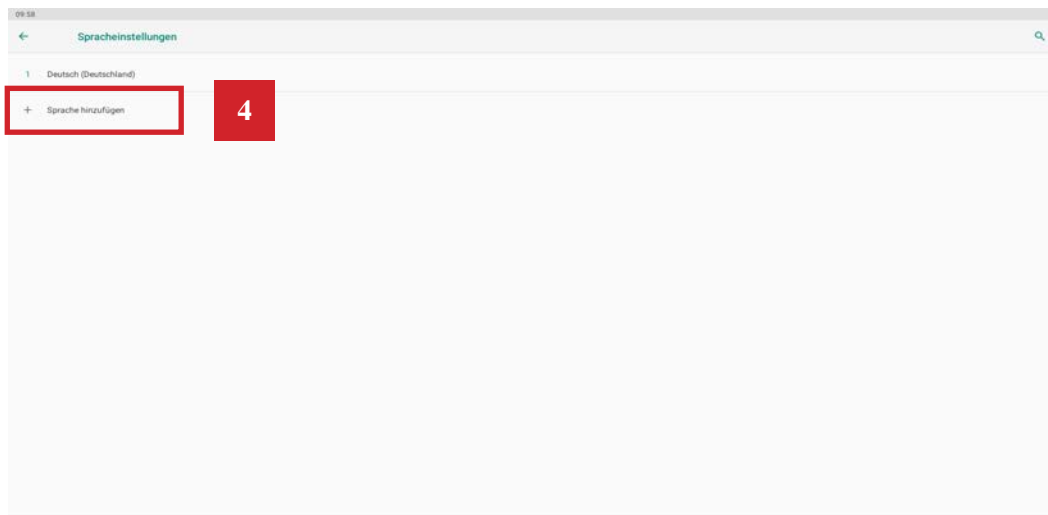 09:58
Spracheinstellungen
1 Deutsch (Deutschland)
+ Sprache hinzufügen
4